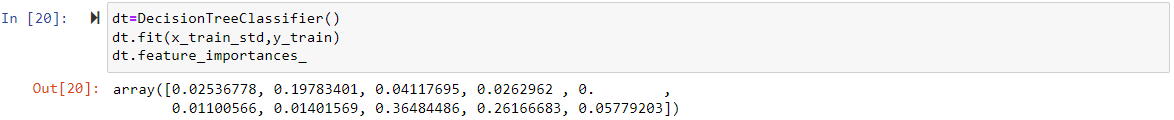 In [20]: dt=DecisionTreeClassifier()
dt.fit(x_train_std,y_train)
dt.feature_importances_
Out[20]: array([0.02536778, 0.19783401, 0.04117695, 0.0262962 , 0.        ,
0.01100566, 0.01401569, 0.36484486, 0.26166683, 0.05779203])